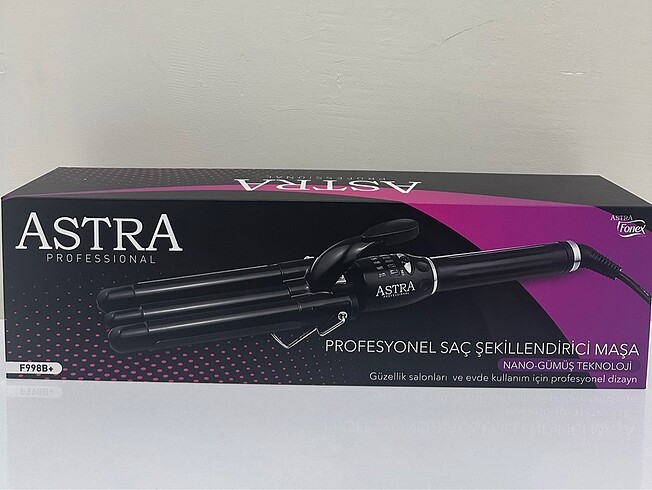 ASTRA
PROFESSIONAL
ASTRA
PROFESSIONAL
ASTRA
Fonex
ASTRA
PROFESSIONAL
PROFESYONEL SAÇ ŞEKİLLENDİRİCİ MAŞA
NANO-GÜMÜŞ TEKNOLOJİ
F998B+
Güzellik salonları ve evde kullanım için profesyonel dizayn